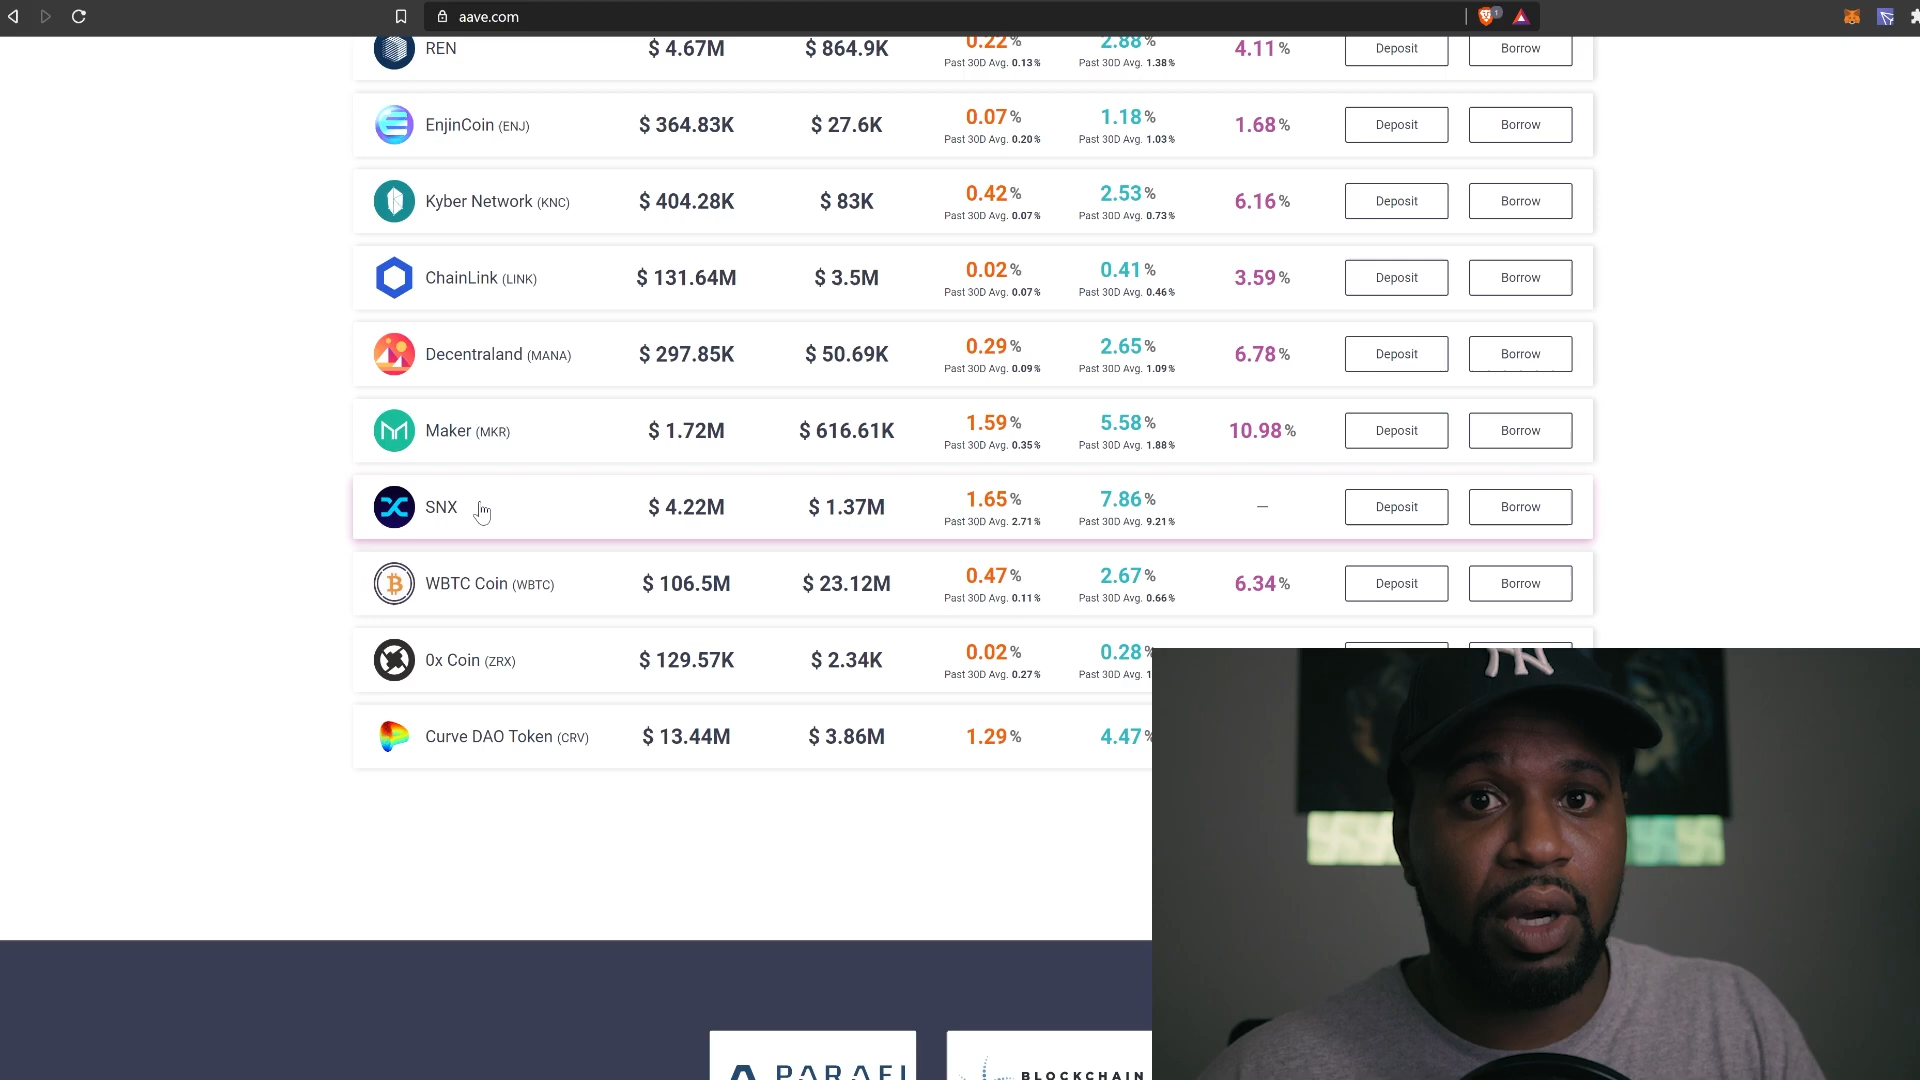 aave.com
1
REN $ 4.67M $ 864.9K 0.22 % 2.88 % 4.11 % Deposit Borrow
Past 30D Avg. 0.13 % Past 30D Avg. 1.38 %
EnjinCoin (ENJ) $ 364.83K $ 27.6K 0.07 % 1.18 % 1.68 % Deposit Borrow
Past 30D Avg. 0.20 % Past 30D Avg. 1.03 %
Kyber Network (KNC) $ 404.28K $ 83K 0.42 % 2.53 % 6.16 % Deposit Borrow
Past 30D Avg. 0.07 % Past 30D Avg. 0.73 %
ChainLink (LINK) $ 131.64M $ 3.5M 0.02 % 0.41 % 3.59 % Deposit Borrow
Past 30D Avg. 0.07 % Past 30D Avg. 0.46 %
Decentraland (MANA) $ 297.85K $ 50.69K 0.29 % 2.65 % 6.78 % Deposit Borrow
Past 30D Avg. 0.09 % Past 30D Avg. 1.09 %
Maker (MKR) $ 1.72M $ 616.61K 1.59 % 5.58 % 10.98 % Deposit Borrow
Past 30D Avg. 0.35 % Past 30D Avg. 1.88 %
SNX $ 4.22M $ 1.37M 1.65 % 7.86 % — Deposit Borrow
Past 30D Avg. 2.71 % Past 30D Avg. 9.21 %
WBTC Coin (WBTC) $ 106.5M $ 23.12M 0.47 % 2.67 % 6.34 % Deposit Borrow
Past 30D Avg. 0.11 % Past 30D Avg. 0.66 %
0x Coin (ZRX) $ 129.57K $ 2.34K 0.02 % 0.28 %
Past 30D Avg. 0.27 % Past 30D Avg. 1
Curve DAO Token (CRV) $ 13.44M $ 3.86M 1.29 % 4.47 %
PARAFI BLOCKCHAIN